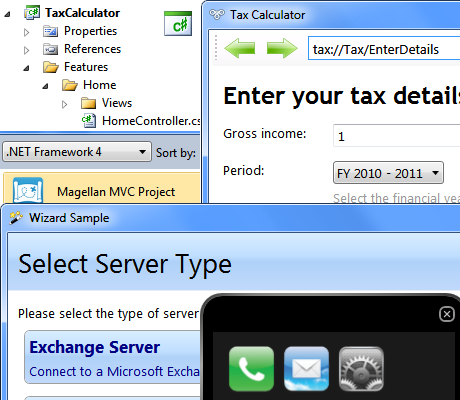 TaxCalculator
Properties
References
Features
Home
Views
HomeController.cs
.NET Framework 4
Sort by:
Magellan MVC Project
Tax Calculator
tax://Tax/EnterDetails
Enter your tax details
Gross income:
1
Period:
FY 2010 - 2011
Select the financial yea
Wizard Sample
Select Server Type
Please select the type of server
Exchange Server
Connect to a Microsoft Excha